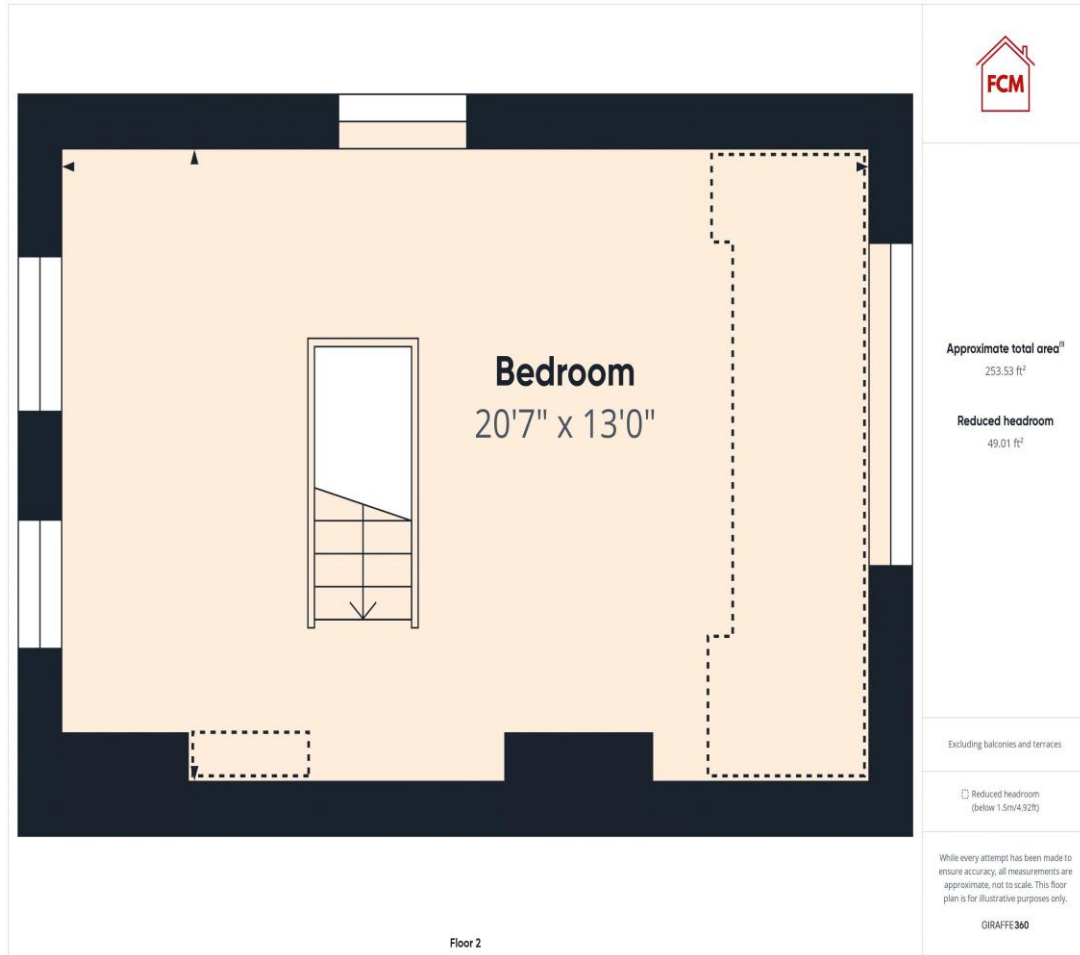 Bedroom
20'7" x 13'0"
Floor 2
FCM
Approximate total area⁽¹⁾
253.53 ft²
Reduced headroom
49.01 ft²
Excluding balconies and terraces
Reduced headroom
(below 1.5m/4.92ft)
While every attempt has been made to
ensure accuracy, all measurements are
approximate, not to scale. This floor
plan is for illustrative purposes only.
GIRAFFE360